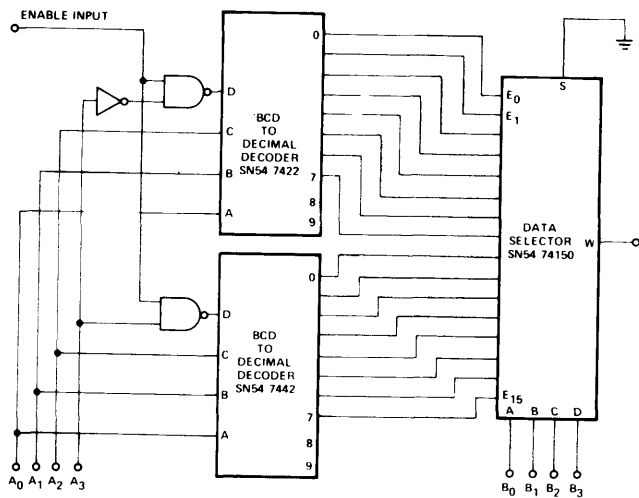 ENABLE INPUT
0
S
D
E0
E1
C
BCD
TO
DECIMAL
DECODER
SN54 7422
B
7
A
8
9
DATA
SELECTOR
SN54 74150
W
0
D
BCD
TO
DECIMAL
DECODER
SN54 7442
C
B
7
A
8
9
E15
A B C D
A0 A1 A2 A3
B0 B1 B2 B3